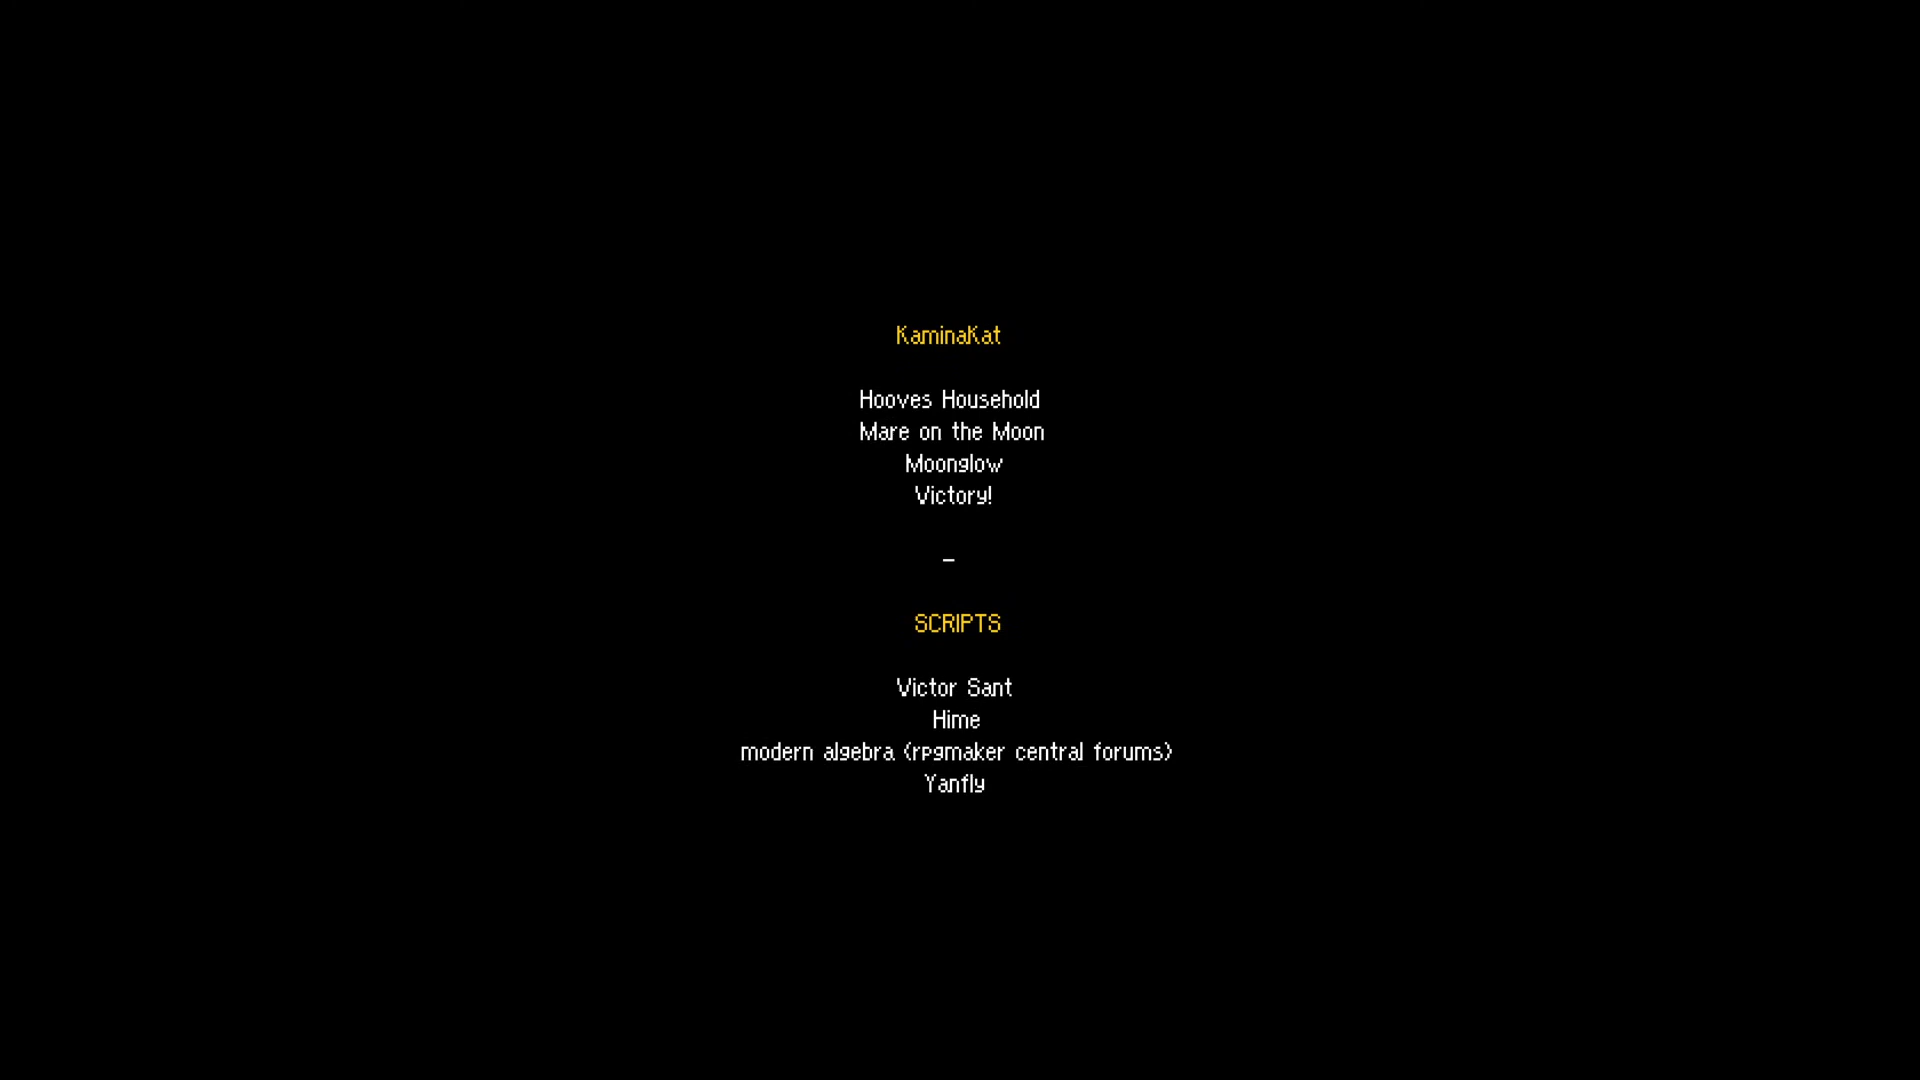 KaminaKat
Hooves Household
Mare on the Moon
Moonglow
Victory!
-
SCRIPTS
Victor Sant
Hime
modern algebra (rpgmaker central forums)
Yanfly